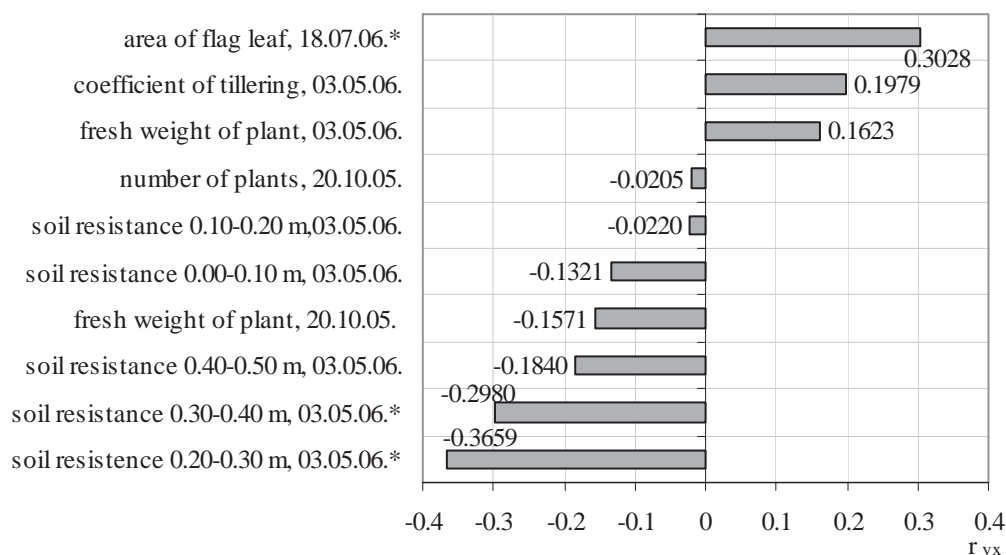 area of flag leaf, 18.07.06.*
0.3028
coefficient of tillering, 03.05.06.
0.1979
fresh weight of plant, 03.05.06.
0.1623
number of plants, 20.10.05.
-0.0205
soil resistance 0.10-0.20 m,03.05.06.
-0.0220
soil resistance 0.00-0.10 m, 03.05.06.
-0.1321
fresh weight of plant, 20.10.05.
-0.1571
soil resistance 0.40-0.50 m, 03.05.06.
-0.1840
-0.2980
soil resistance 0.30-0.40 m, 03.05.06.*
-0.3659
soil resistence 0.20-0.30 m, 03.05.06.*
-0.4 -0.3 -0.2 -0.1 0 0.1 0.2 0.3 0.4
r yx